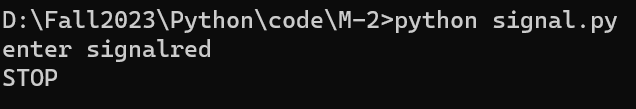 D:\Fall2023\Python\code\M-2>python signal.py
enter signalred
STOP